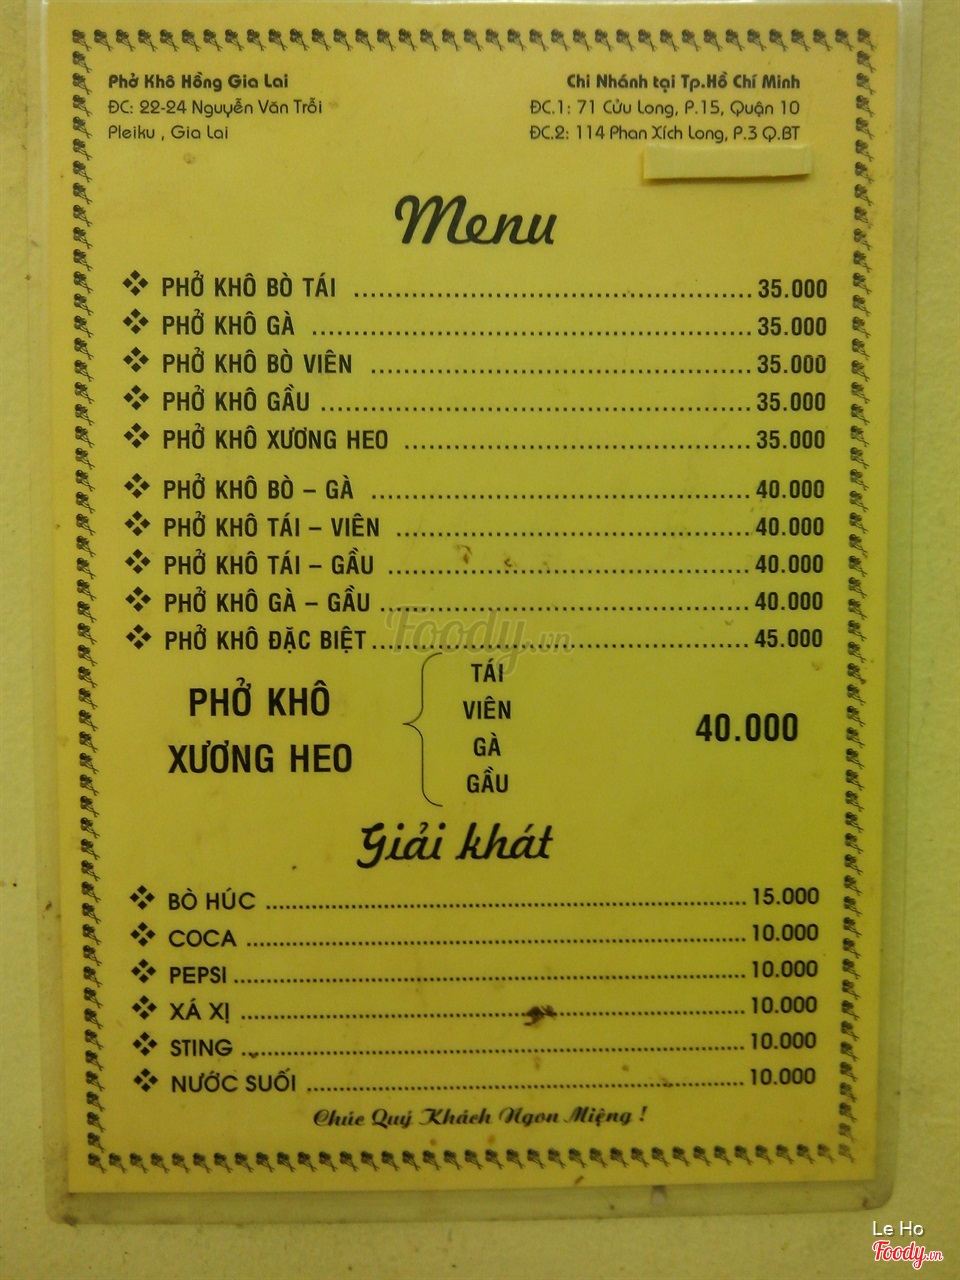 Phở Khô Hồng Gia Lai
ĐC: 22-24 Nguyễn Văn Trỗi
Pleiku , Gia Lai
Chi Nhánh tại Tp.Hồ Chí Minh
ĐC.1: 71 Cửu Long, P.15, Quận 10
ĐC.2: 114 Phan Xích Long, P.3 Q.BT
Menu
❖ PHỞ KHÔ BÒ TÁI ........ 35.000
❖ PHỞ KHÔ GÀ ........ 35.000
❖ PHỞ KHÔ BÒ VIÊN ........ 35.000
❖ PHỞ KHÔ GẦU ........ 35.000
❖ PHỞ KHÔ XƯƠNG HEO ........ 35.000
❖ PHỞ KHÔ BÒ – GÀ ........ 40.000
❖ PHỞ KHÔ TÁI – VIÊN ........ 40.000
❖ PHỞ KHÔ TÁI – GẦU ........ 40.000
❖ PHỞ KHÔ GÀ – GẦU ........ 40.000
❖ PHỞ KHÔ ĐẶC BIỆT ........ 45.000
PHỞ KHÔ
XƯƠNG HEO
TÁI
VIÊN
GÀ
GẦU
40.000
Giải khát
❖ BÒ HÚC ........ 15.000
❖ COCA ........ 10.000
❖ PEPSI ........ 10.000
❖ XÁ XỊ ........ 10.000
❖ STING ........ 10.000
❖ NƯỚC SUỐI ........ 10.000
Chúc Quý Khách Ngon Miệng !
Foody.vn
Le Ho
Foody.vn